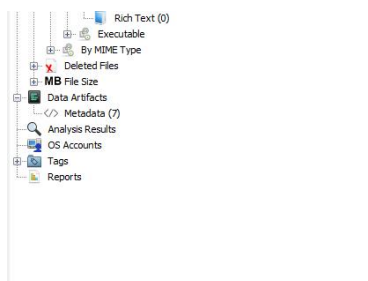 Rich Text (0)
Executable
By MIME Type
Deleted Files
MB File Size
Data Artifacts
Metadata (7)
Analysis Results
OS Accounts
Tags
Reports